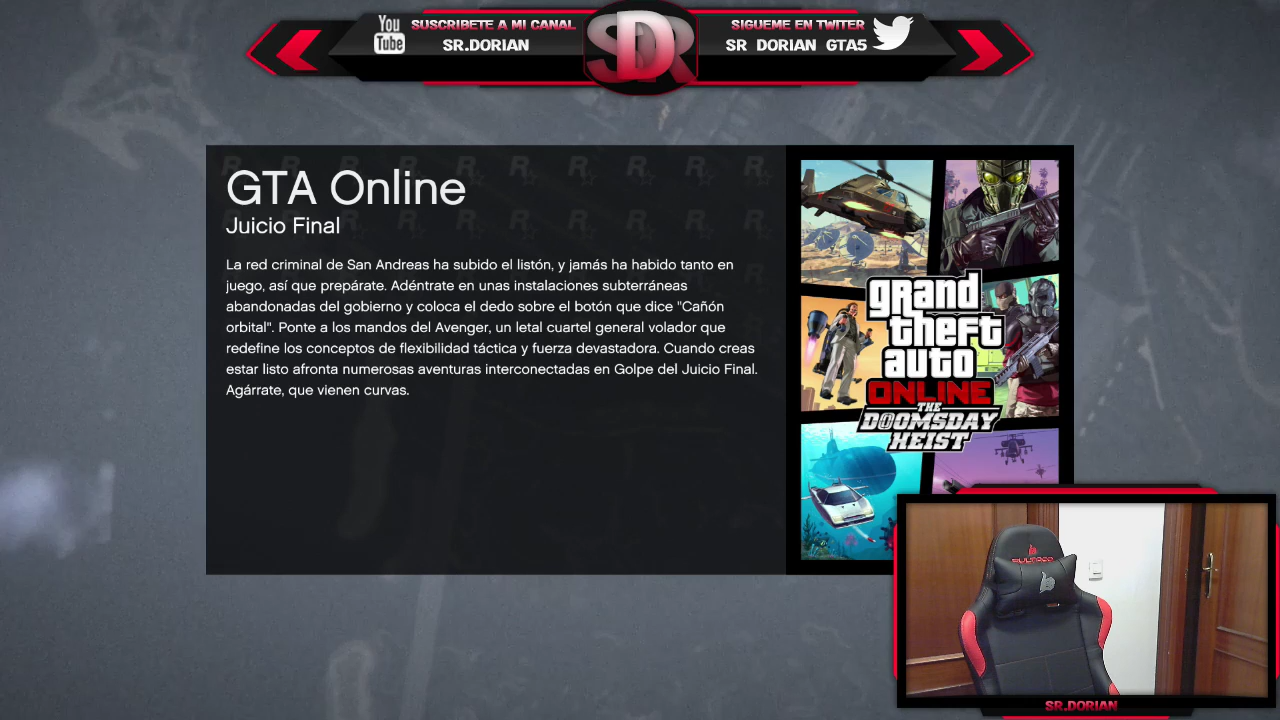 You
Tube
SUSCRIBETE A MI CANAL
SR.DORIAN
SDR
SIGUEME EN TWITER
SR DORIAN GTA5
GTA Online
Juicio Final
La red criminal de San Andreas ha subido el listón, y jamás ha habido tanto en
juego, así que prepárate. Adéntrate en unas instalaciones subterráneas
abandonadas del gobierno y coloca el dedo sobre el botón que dice "Cañón
orbital". Ponte a los mandos del Avenger, un letal cuartel general volador que
redefine los conceptos de flexibilidad táctica y fuerza devastadora. Cuando creas
estar listo afronta numerosas aventuras interconectadas en Golpe del Juicio Final.
Agárrate, que vienen curvas.
grand
theft
auto
ONLINE
THE
DOOMSDAY
HEIST
SR.DORIAN